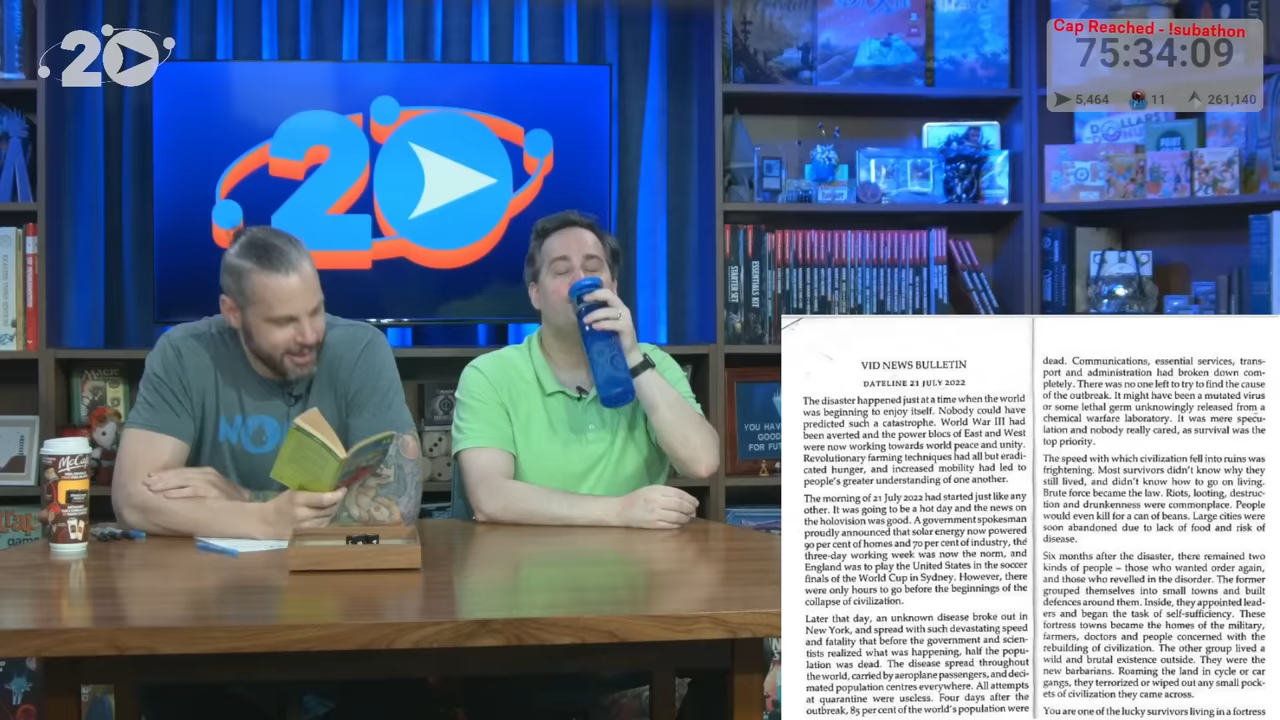 20
Cap Reached - !subathon
75:34:09
5,464
11
261,140
20
STARTER SET
ESSENTIALS KIT
MAGIC
McCafé
YOU HAVE
GOOD
FOR FU
VID NEWS BULLETIN
DATELINE 21 JULY 2022
The disaster happened just at a time when the world
was beginning to enjoy itself. Nobody could have
predicted such a catastrophe. World War III had
been averted and the power blocs of East and West
were now working towards world peace and unity.
Revolutionary farming techniques had all but eradi-
cated hunger, and increased mobility had led to
people's greater understanding of one another.
The morning of 21 July 2022 had started just like any
other. It was going to be a hot day and the news on
the holovision was good. A government spokesman
proudly announced that solar energy now powered
90 per cent of homes and 70 per cent of industry, the
three-day working week was now the norm, and
England was to play the United States in the soccer
finals of the World Cup in Sydney. However, there
were only hours to go before the beginnings of the
collapse of civilization.
Later that day, an unknown disease broke out in
New York, and spread with such devastating speed
and fatality that before the government and scien-
tists realized what was happening, half the popu-
lation was dead. The disease spread throughout
the world, carried by aeroplane passengers, and deci-
mated population centres everywhere. All attempts
at quarantine were useless. Four days after the
outbreak, 85 per cent of the world's population were
dead. Communications, essential services, trans-
port and administration had broken down com-
pletely. There was no one left to try to find the cause
of the outbreak. It might have been a mutated virus
or some lethal germ unknowingly released from a
chemical warfare laboratory. It was mere specu-
lation and nobody really cared, as survival was the
top priority.
The speed with which civilization fell into ruins was
frightening. Most survivors didn't know why they
still lived, and didn't know how to go on living.
Brute force became the law. Riots, looting, destruc-
tion and drunkenness were commonplace. People
would even kill for a can of beans. Large cities were
soon abandoned due to lack of food and risk of
disease.
Six months after the disaster, there remained two
kinds of people – those who wanted order again,
and those who revelled in the disorder. The former
grouped themselves into small towns and built
defences around them. Inside, they appointed lead-
ers and began the task of self-sufficiency. These
fortress towns became the homes of the military,
farmers, doctors and people concerned with the
rebuilding of civilization. The other group lived a
wild and brutal existence outside. They were the
new barbarians. Roaming the land in cycle or car
gangs, they terrorized or wiped out any small pock-
ets of civilization they came across.
You are one of the lucky survivors living in a fortress